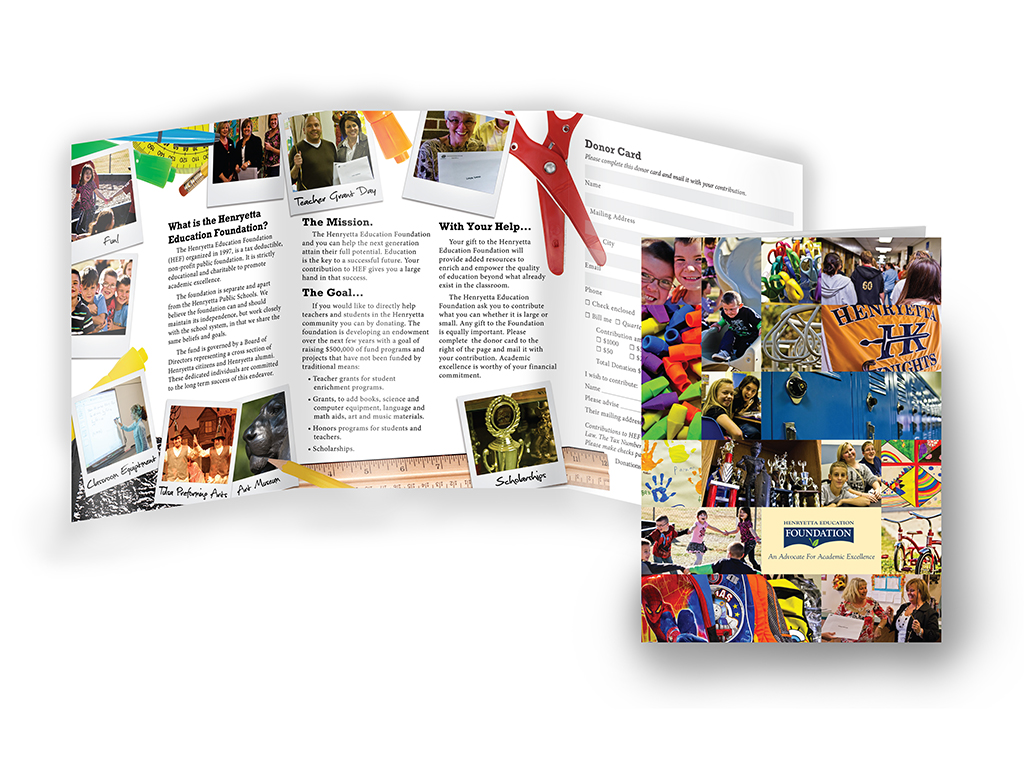 Fun!
Classroom Equiptment
Tulsa Preforming Arts
Art Museum
What is the Henryetta
Education Foundation?
The Henryetta Education Foundation
(HEF) organized in 1997, is a tax deductible,
non-profit public foundation. It is strictly
educational and charitable to promote
academic excellence.
The foundation is separate and apart
from the Henryetta Public Schools. We
believe the foundation can and should
maintain its independence, but work closely
with the school system, in that we share the
same beliefs and goals.
The fund is governed by a Board of
Directors representing a cross section of
Henryetta citizens and Henryetta alumni.
These dedicated individuals are committed
to the long term success of this endeavor.
Teacher Grant Day
The Mission.
The Henryetta Education Foundation
and you can help the next generation
attain their full potential. Education
is the key to a successful future. Your
contribution to HEF gives you a large
hand in that success.
The Goal...
If you would like to directly help
teachers and students in the Henryetta
community you can by donating. The
foundation is developing an endowment
over the next few years with a goal of
raising $500,000 of fund programs and
projects that have not been funded by
traditional means:
• Teacher grants for student
enrichment programs.
• Grants, to add books, science and
computer equipment, language and
math aids, art and music materials.
• Honors programs for students and
teachers.
• Scholarships.
5 6 7
With Your Help...
Your gift to the Henryetta
Education Foundation will
provide added resources to
enrich and empower the quality
of education beyond what already
exist in the classroom.
The Henryetta Education
Foundation ask you to contribute
what you can whether it is large or
small. Any gift to the Foundation
is equally important. Please
complete the donor card to the
right of the page and mail it with
your contribution. Academic
excellence is worthy of your financial
commitment.
Scholarships
Donor Card
Please complete this donor card and mail it with your contribution.
Name
Mailing Address
City
Email
Phone
Check enclosed
Bill me
Contribution
$1000
$50
Total Donation $
I wish to contribute:
Name
Please advise
Their mailing address
Contributions to HEF
Law. The Tax Number
Please make checks
Donations
60
HENRYETTA
HK
KNIGHTS
HENRYETTA EDUCATION
FOUNDATION
An Advocate For Academic Excellence